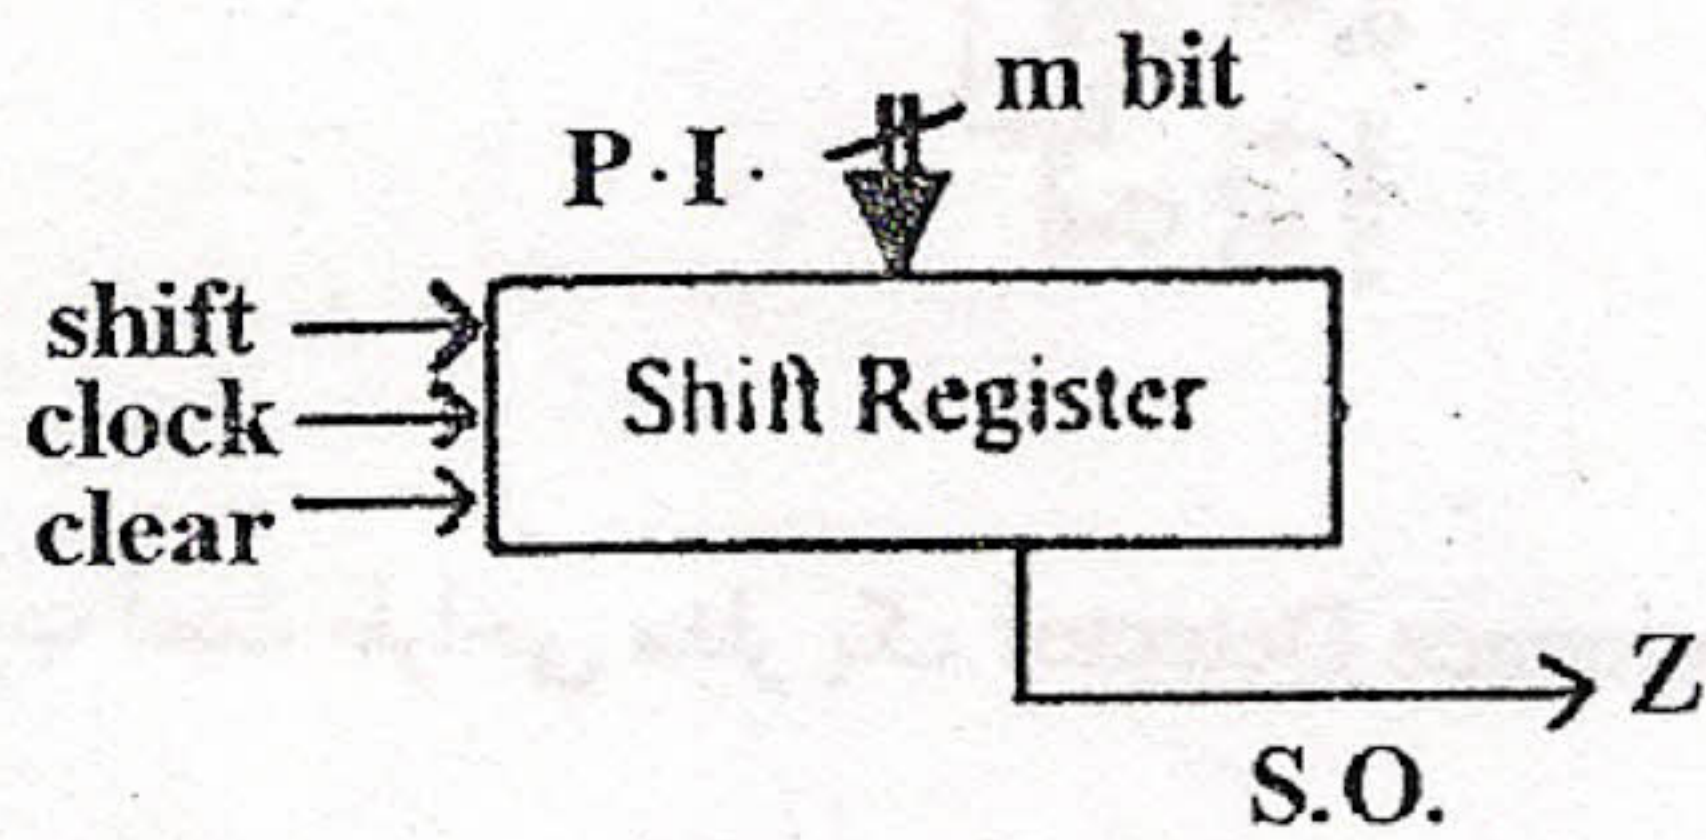 m bit
P.I.
shift
clock
clear
Shift Register
Z
S.O.